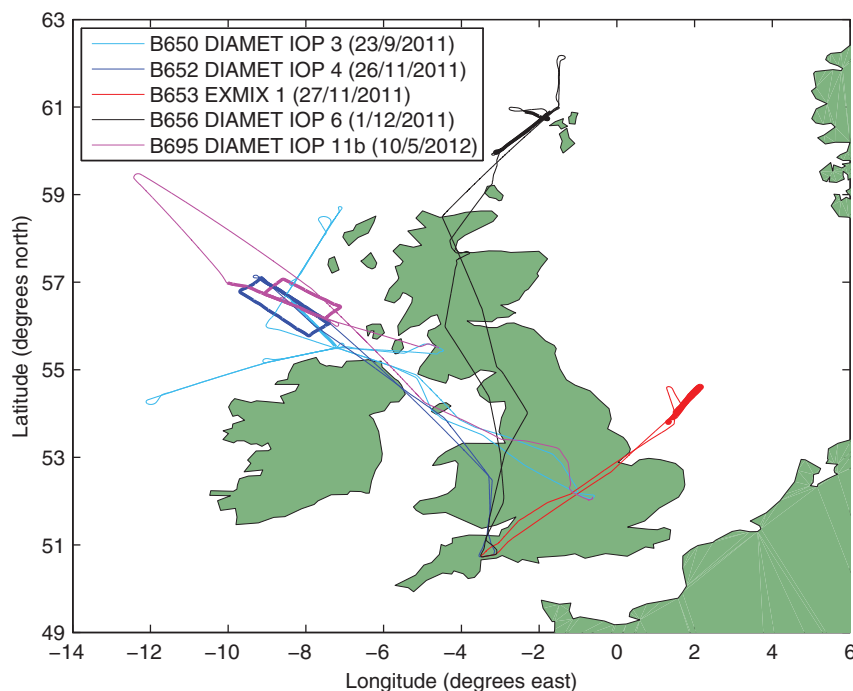 63
61
59
57
55
53
51
49
Latitude (degrees north)
B650 DIAMET IOP 3 (23/9/2011)
B652 DIAMET IOP 4 (26/11/2011)
B653 EXMIX 1 (27/11/2011)
B656 DIAMET IOP 6 (1/12/2011)
B695 DIAMET IOP 11b (10/5/2012)
−14 −12 −10 −8 −6 −4 −2 0 2 4 6
Longitude (degrees east)